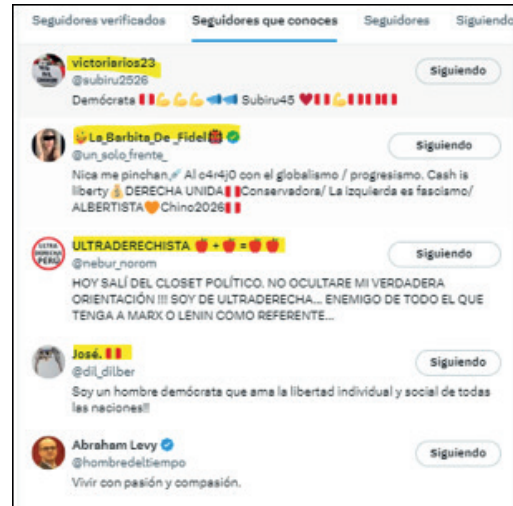 Seguidores verificados Seguidores que conoces Seguidores Siguiendo
victoriarios23
@subiru2526
Siguiendo
Demócrata 🇵🇪💪💪💪📢📢 Subiru45 ❤️🇵🇪💪🇵🇪🇵🇪
🤪La_Barbita_De_Fidel👹✅
@un_solo_frente_
Siguiendo
Nica me pinchan💉 Al c4r4j0 con el globalismo / progresismo. Cash is
liberty💰DERECHA UNIDA🇵🇪Conservadora/ La izquierda es fascismo/
ALBERTISTA🧡Chino2026🇵🇪
ULTRA
DERECHA
PERÚ
ULTRADERECHISTA 🍎 + 🍎 =🍎🍎
@nebur_norom
Siguiendo
HOY SALÍ DEL CLOSET POLÍTICO. NO OCULTARE MI VERDADERA
ORIENTACIÓN !!! SOY DE ULTRADERECHA... ENEMIGO DE TODO EL QUE
TENGA A MARX O LENIN COMO REFERENTE...
José. 🇵🇪
@dil_dilber
Siguiendo
Soy un hombre demócrata que ama la libertad individual y social de todas
las naciones!!
Abraham Levy
@hombredeltiempo
Siguiendo
Vivir con pasión y compasión.